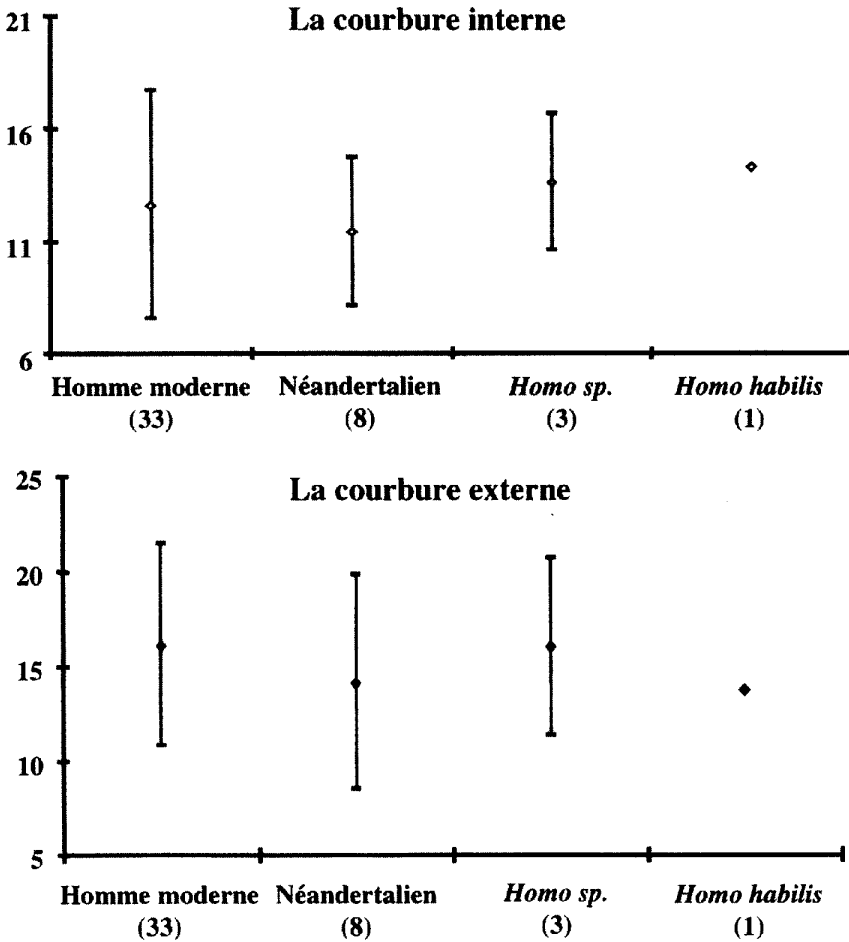 La courbure interne
21
16
11
6
Homme moderne Néandertalien Homo sp. Homo habilis
(33) (8) (3) (1)
La courbure externe
25
20
15
10
5
Homme moderne Néandertalien Homo sp. Homo habilis
(33) (8) (3) (1)